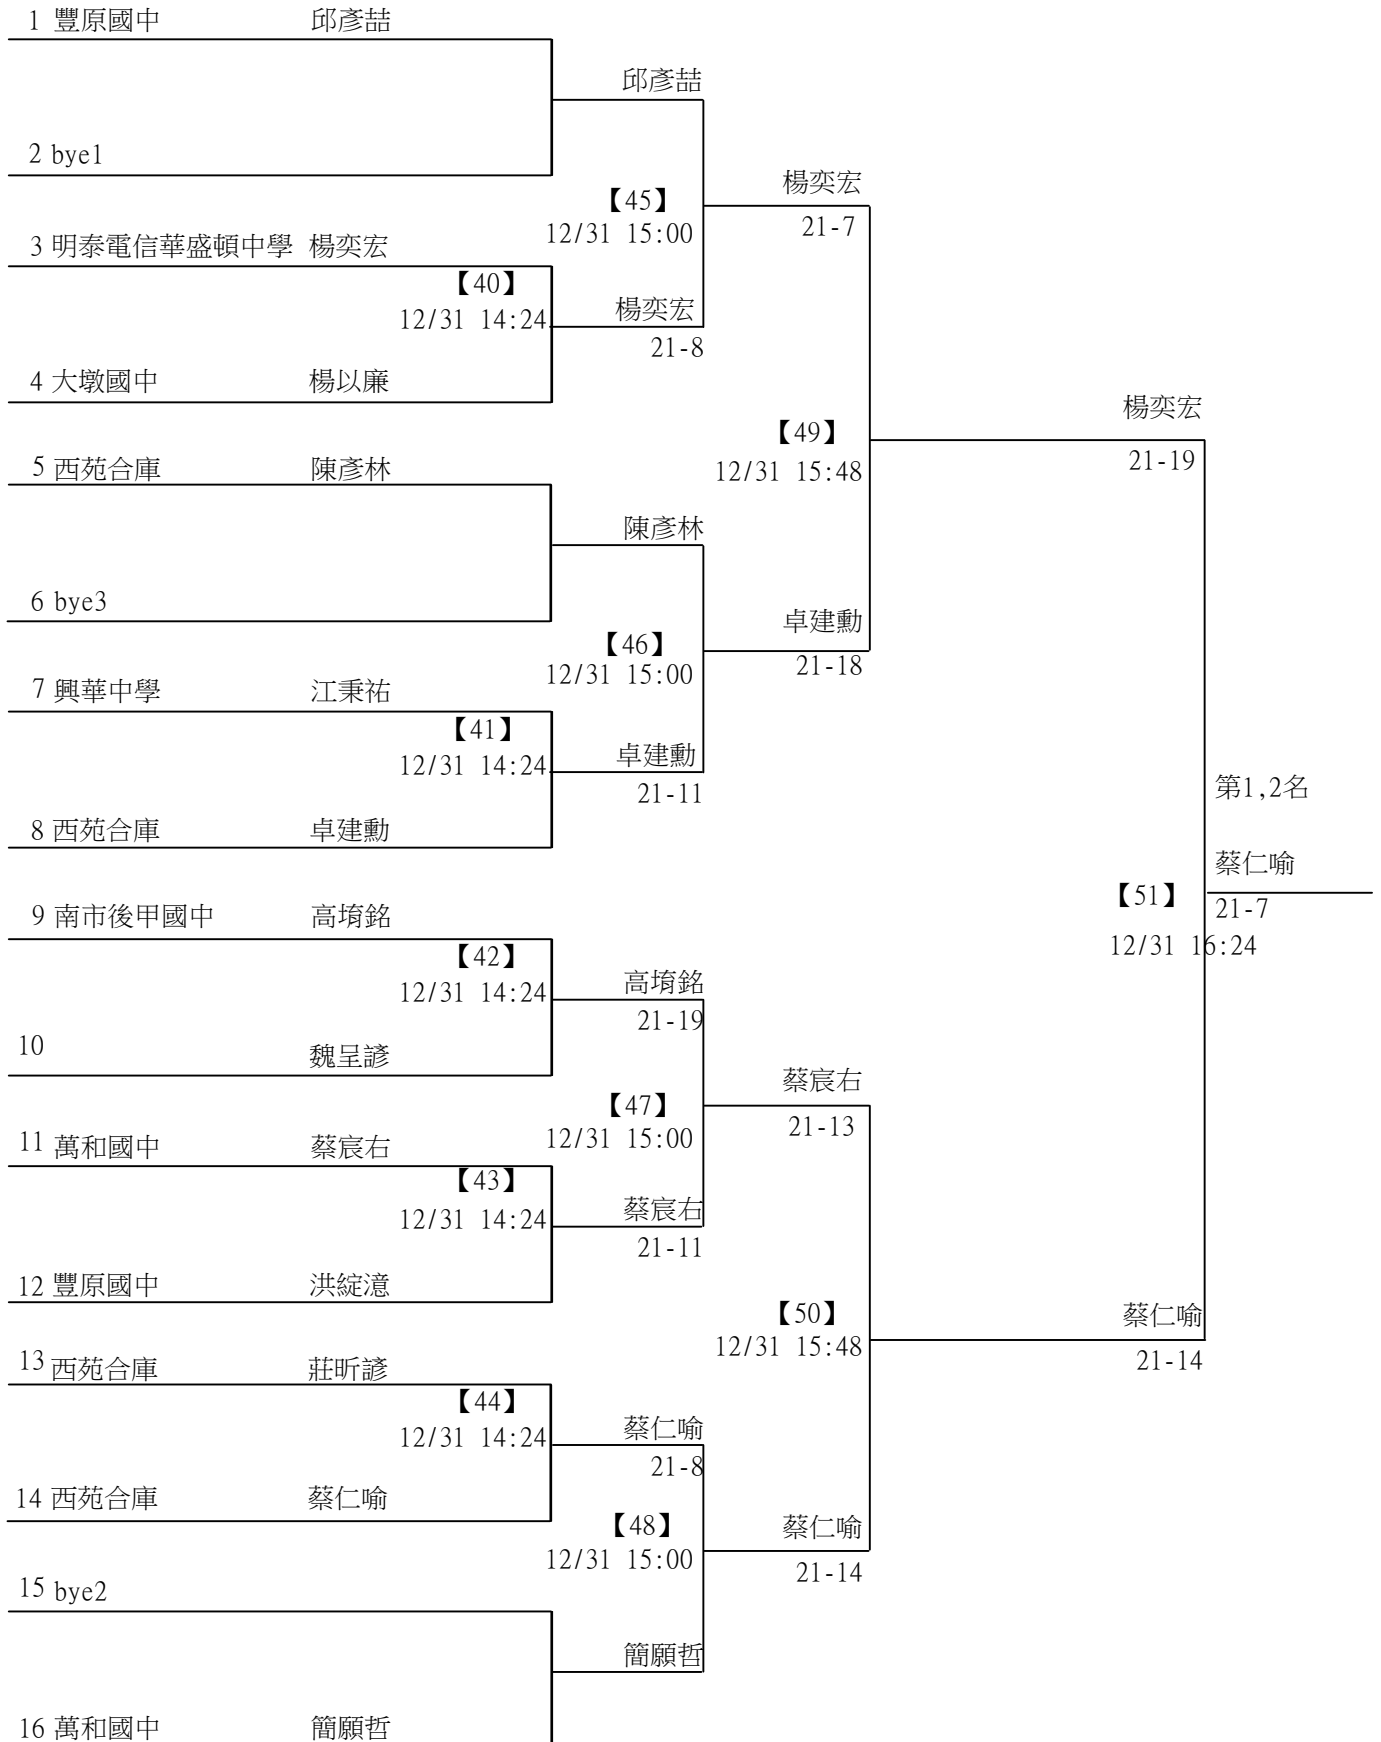 1 豐原國中 邱彥喆
邱彥喆
2 bye1
楊奕宏
【45】
21-7
12/31 15:00
3 明泰電信華盛頓中學 楊奕宏
【40】
楊奕宏
12/31 14:24
21-8
4 大墩國中 楊以廉
楊奕宏
【49】
21-19
12/31 15:48
5 西苑合庫 陳彥林
陳彥林
6 bye3
卓建勳
【46】
21-18
12/31 15:00
7 興華中學 江秉祐
【41】
卓建勳
12/31 14:24
21-11
第1,2名
8 西苑合庫 卓建勳
蔡仁喻
【51】
21-7
12/31 16:24
9 南市後甲國中 高堉銘
【42】
高堉銘
12/31 14:24
21-19
10 魏呈諺
蔡宸右
【47】
21-13
12/31 15:00
11 萬和國中 蔡宸右
【43】
蔡宸右
12/31 14:24
21-11
12 豐原國中 洪綻澺
【50】
蔡仁喻
12/31 15:48
21-14
13 西苑合庫 莊昕諺
【44】
蔡仁喻
12/31 14:24
21-8
14 西苑合庫 蔡仁喻
【48】
蔡仁喻
12/31 15:00
21-14
15 bye2
簡願哲
16 萬和國中 簡願哲